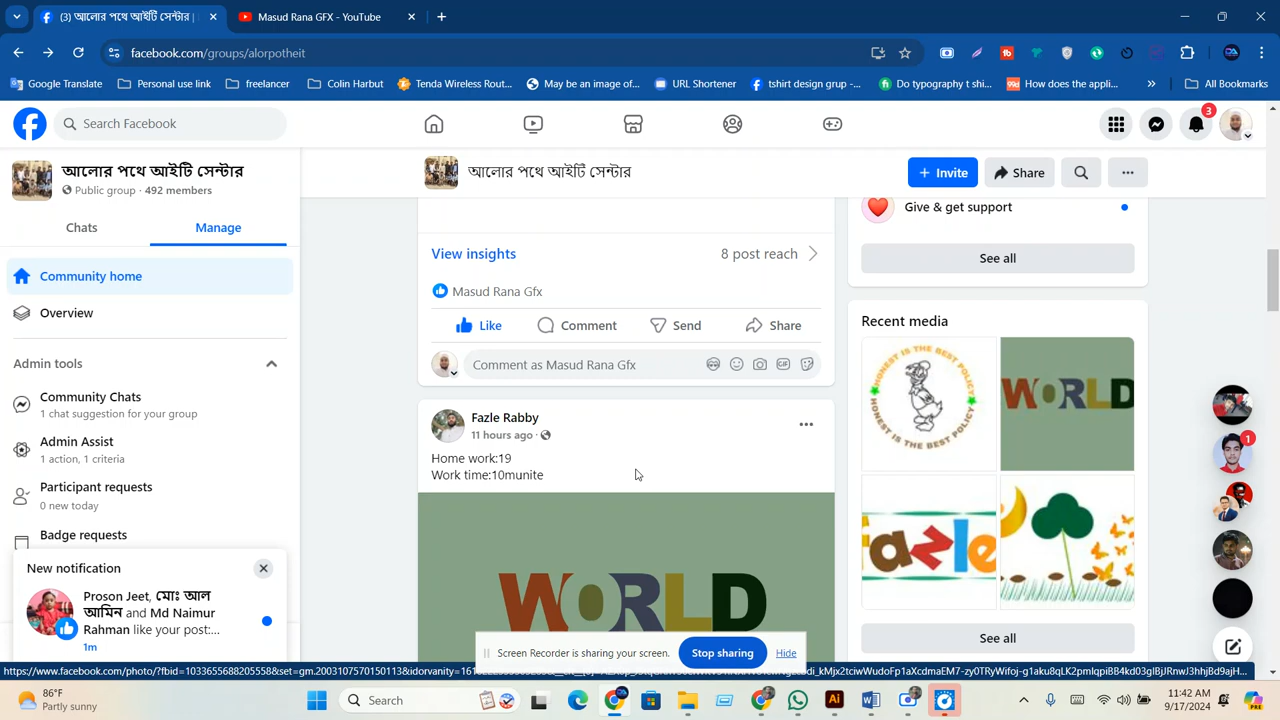 (3) আলোর পথে আইটি সেন্টার |
Masud Rana GFX - YouTube
facebook.com/groups/alorpotheit
Google Translate
Personal use link
freelancer
Colin Harbut
Tenda Wireless Rout...
May be an image of...
URL Shortener
tshirt design grup -...
Do typography t shi...
How does the appli...
All Bookmarks
Search Facebook
3
আলোর পথে আইটি সেন্টার
Public group · 492 members
Chats
Manage
Community home
Overview
Admin tools
Community Chats
1 chat suggestion for your group
Admin Assist
1 action, 1 criteria
Participant requests
0 new today
Badge requests
New notification
Proson Jeet, মোঃ আল
আমিন and Md Naimur
Rahman like your post:...
1m
আলোর পথে আইটি সেন্টার
Invite
Share
View insights
8 post reach
Masud Rana Gfx
Like
Comment
Send
Share
Comment as Masud Rana Gfx
Fazle Rabby
11 hours ago ·
Home work:19
Work time:10munite
WORLD
Give & get support
See all
Recent media
HONEST IS THE BEST POLICY
HONEST IS THE BEST POLICY
WORLD
Fazle
See all
1
Screen Recorder is sharing your screen.
Stop sharing
Hide
86°F
Partly sunny
Search
11:42 AM
9/17/2024